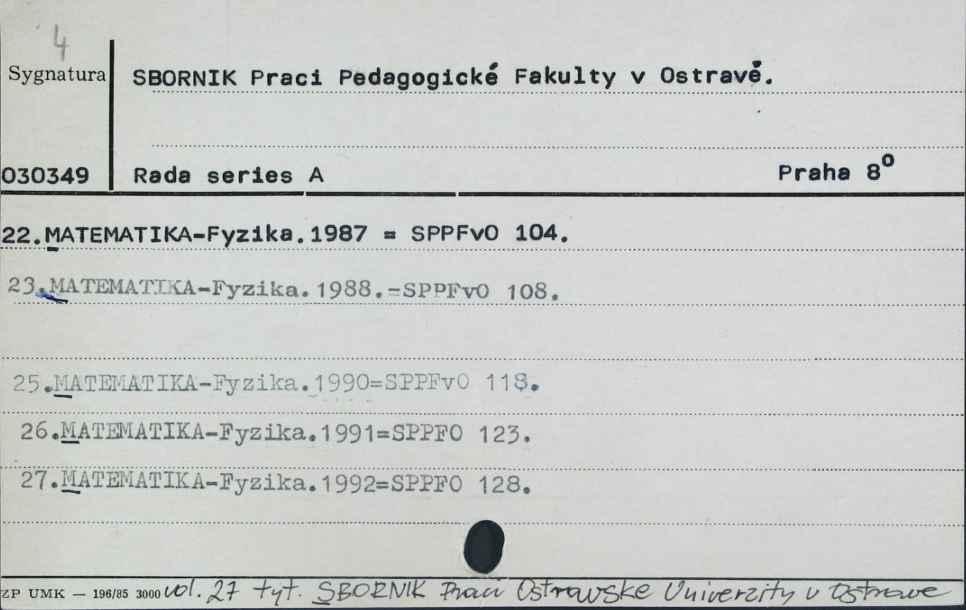 4
Sygnatura SBORNIK Praci Pedagogické Fakulty v Ostravě.
030349 Rada series A Praha 8°
22.MATEMATIKA-Fyzika.1987 = SPPFvO 104.
23.MATEMATIKA-Fyzika.1988.-SPPFvO 108.
25.MATEMATIKA-Fyzika.1990=SPPFvO 118.
26.MATEMATIKA-Fyzika.1991=SPPFO 123.
27.MATEMATIKA-Fyzika.1992=SPPFO 128.
ZP UMK — 196/85 3000 vol. 27 tyt. SBORNIK Praci Ostrawske Univerzity v Ostrawe